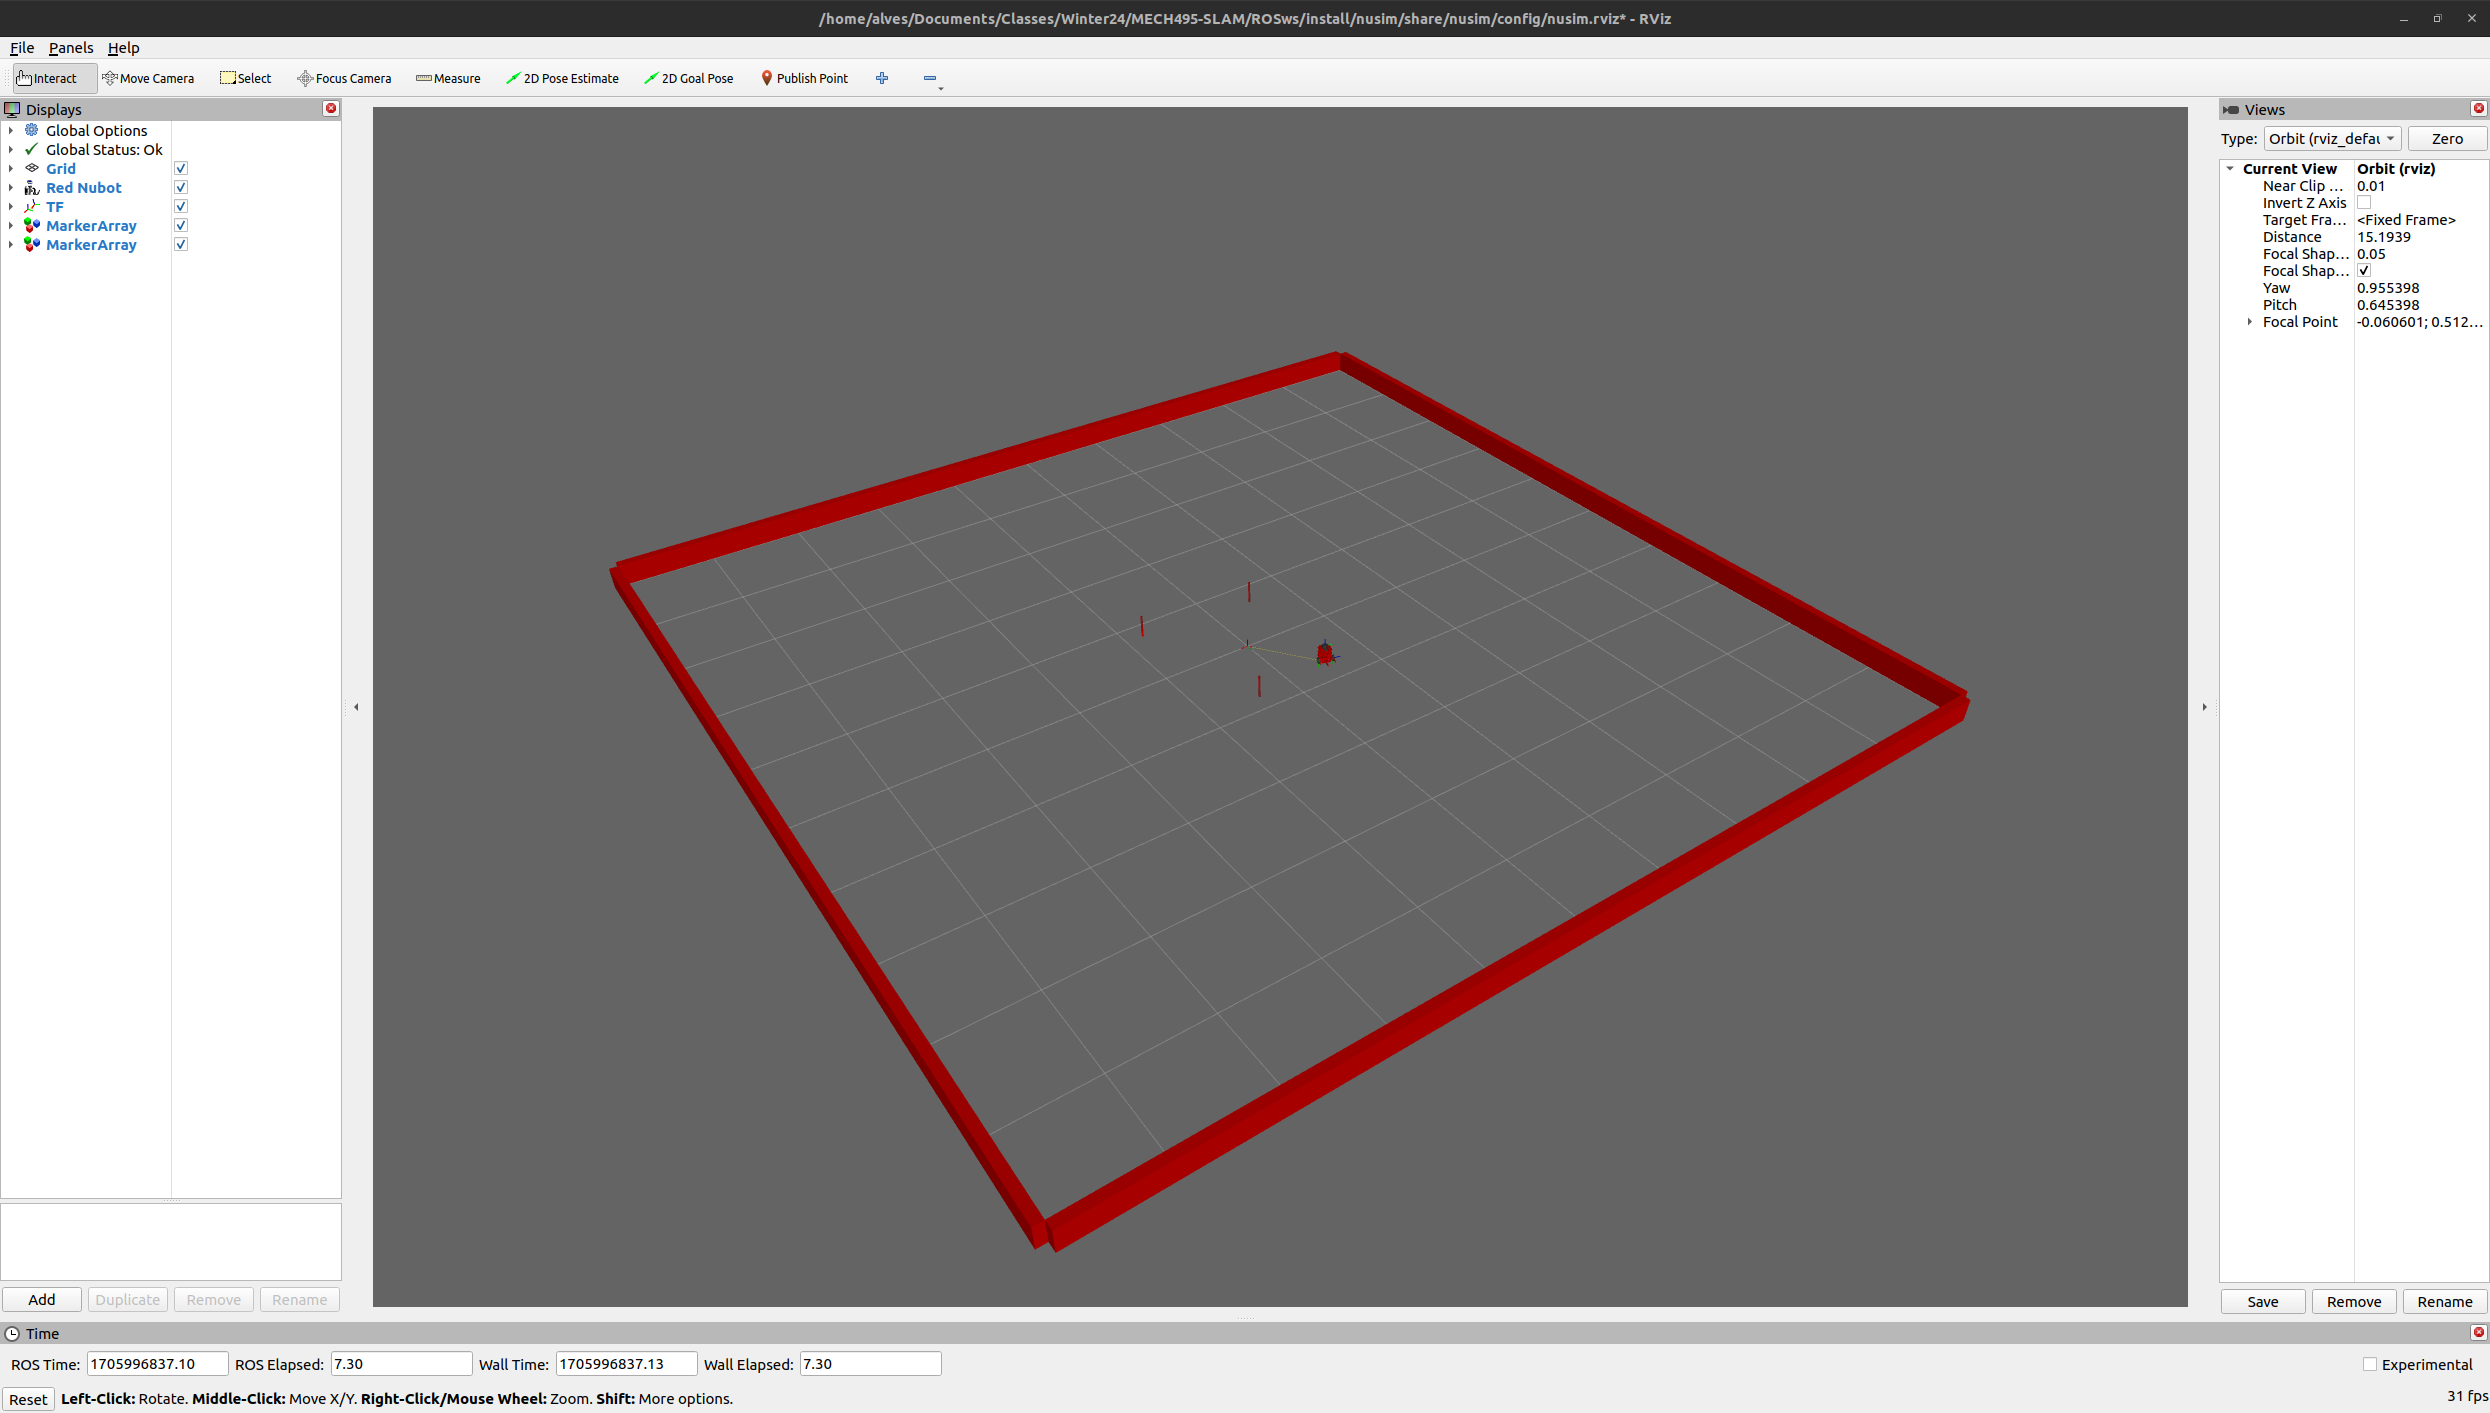 /home/alves/Documents/Classes/Winter24/MECH495-SLAM/ROSws/install/nusim/share/nusim/config/nusim.rviz* - RViz
File Panels Help
Interact Move Camera Select Focus Camera Measure 2D Pose Estimate 2D Goal Pose Publish Point
Displays
Global Options
Global Status: Ok
Grid
Red Nubot
TF
MarkerArray
MarkerArray
Add Duplicate Remove Rename
Views
Type: Orbit (rviz_defau Zero
Current View Orbit (rviz)
Near Clip … 0.01
Invert Z Axis
Target Fra… <Fixed Frame>
Distance 15.1939
Focal Shap… 0.05
Focal Shap…
Yaw 0.955398
Pitch 0.645398
Focal Point -0.060601; 0.512…
Save Remove Rename
Time
ROS Time: 1705996837.10 ROS Elapsed: 7.30 Wall Time: 1705996837.13 Wall Elapsed: 7.30 Experimental
Reset Left-Click: Rotate. Middle-Click: Move X/Y. Right-Click/Mouse Wheel: Zoom. Shift: More options. 31 fps